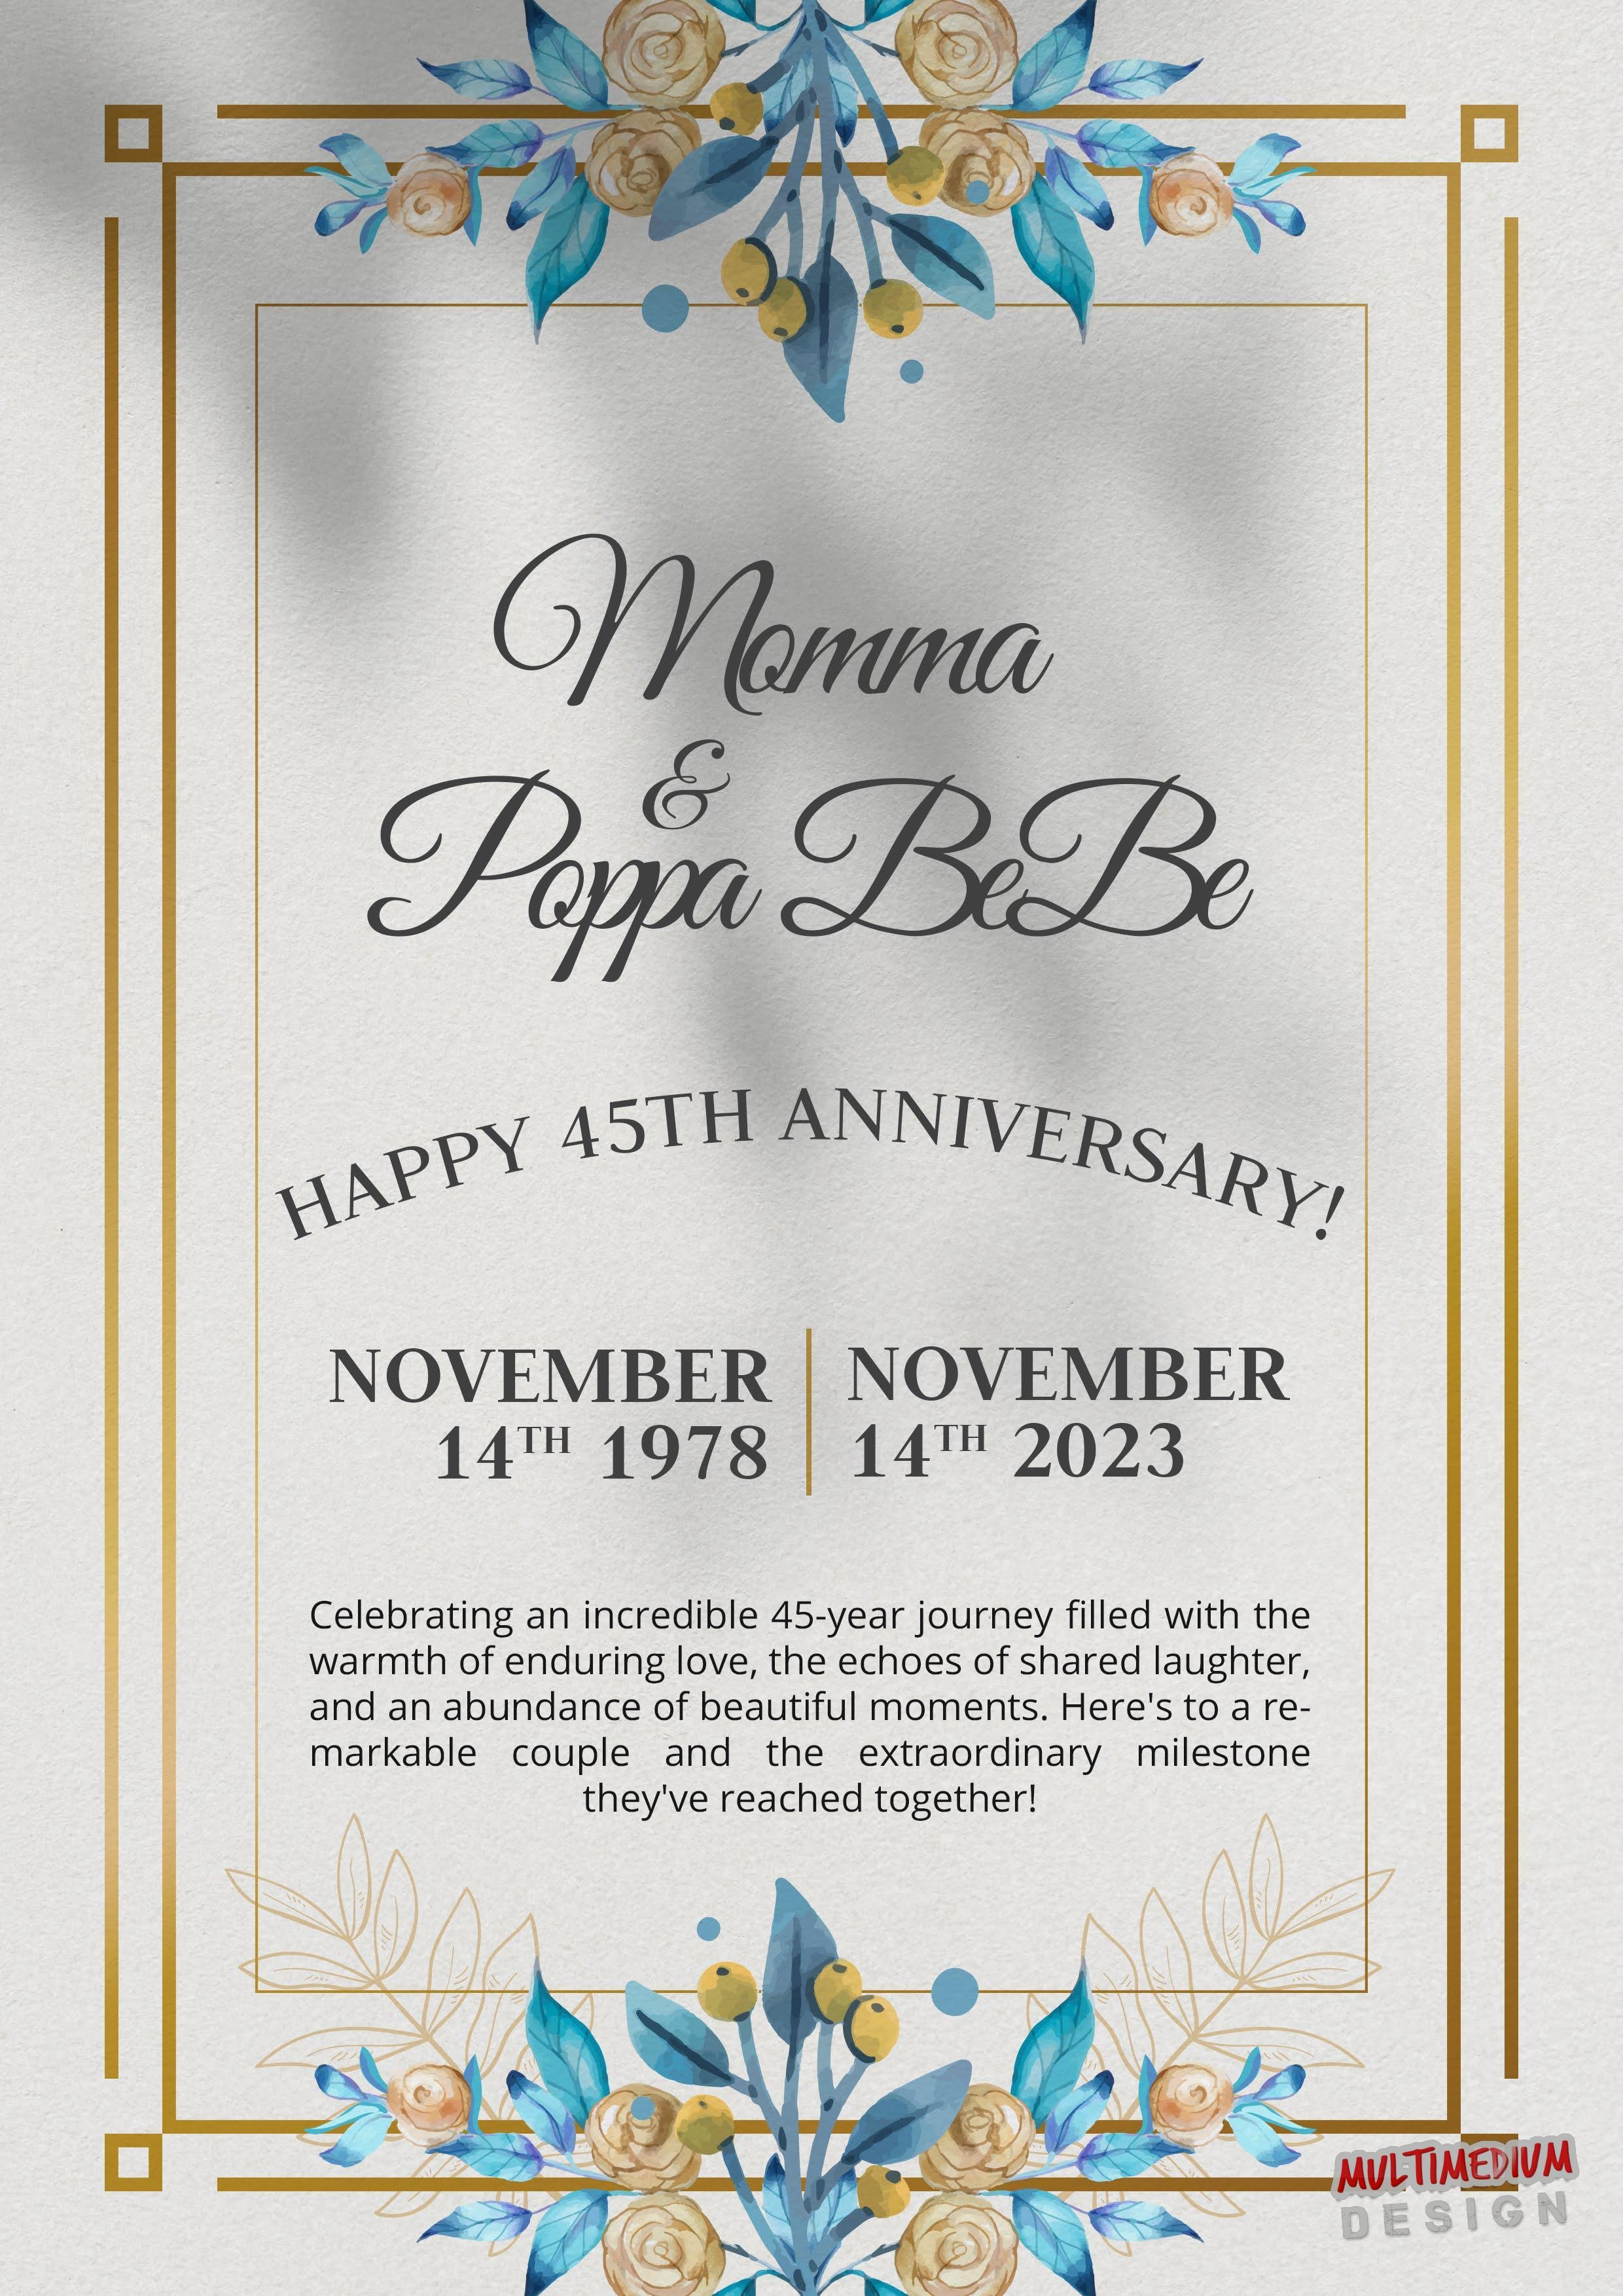 Momma
&
Poppa BeBe
HAPPY 45TH ANNIVERSARY!
NOVEMBER
14TH 1978
NOVEMBER
14TH 2023
Celebrating an incredible 45-year journey filled with the
warmth of enduring love, the echoes of shared laughter,
and an abundance of beautiful moments. Here's to a re-
markable couple and the extraordinary milestone
they've reached together!
MULTIMEDIUM
DESIGN